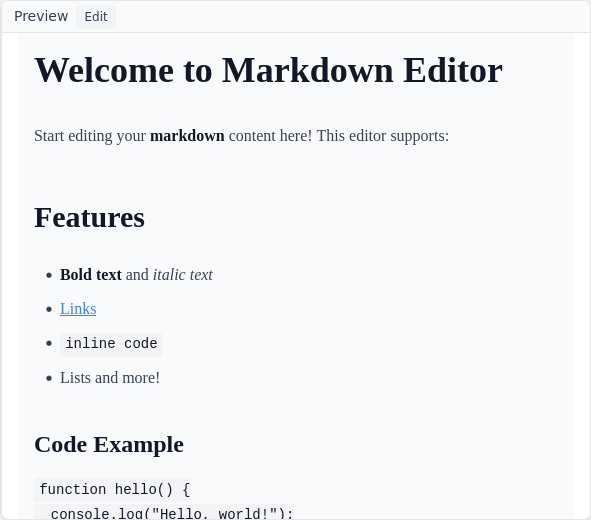 Preview Edit
Welcome to Markdown Editor
Start editing your markdown content here! This editor supports:
Features
• Bold text and italic text
• Links
• inline code
• Lists and more!
Code Example
function hello() {
  console.log("Hello, world!");